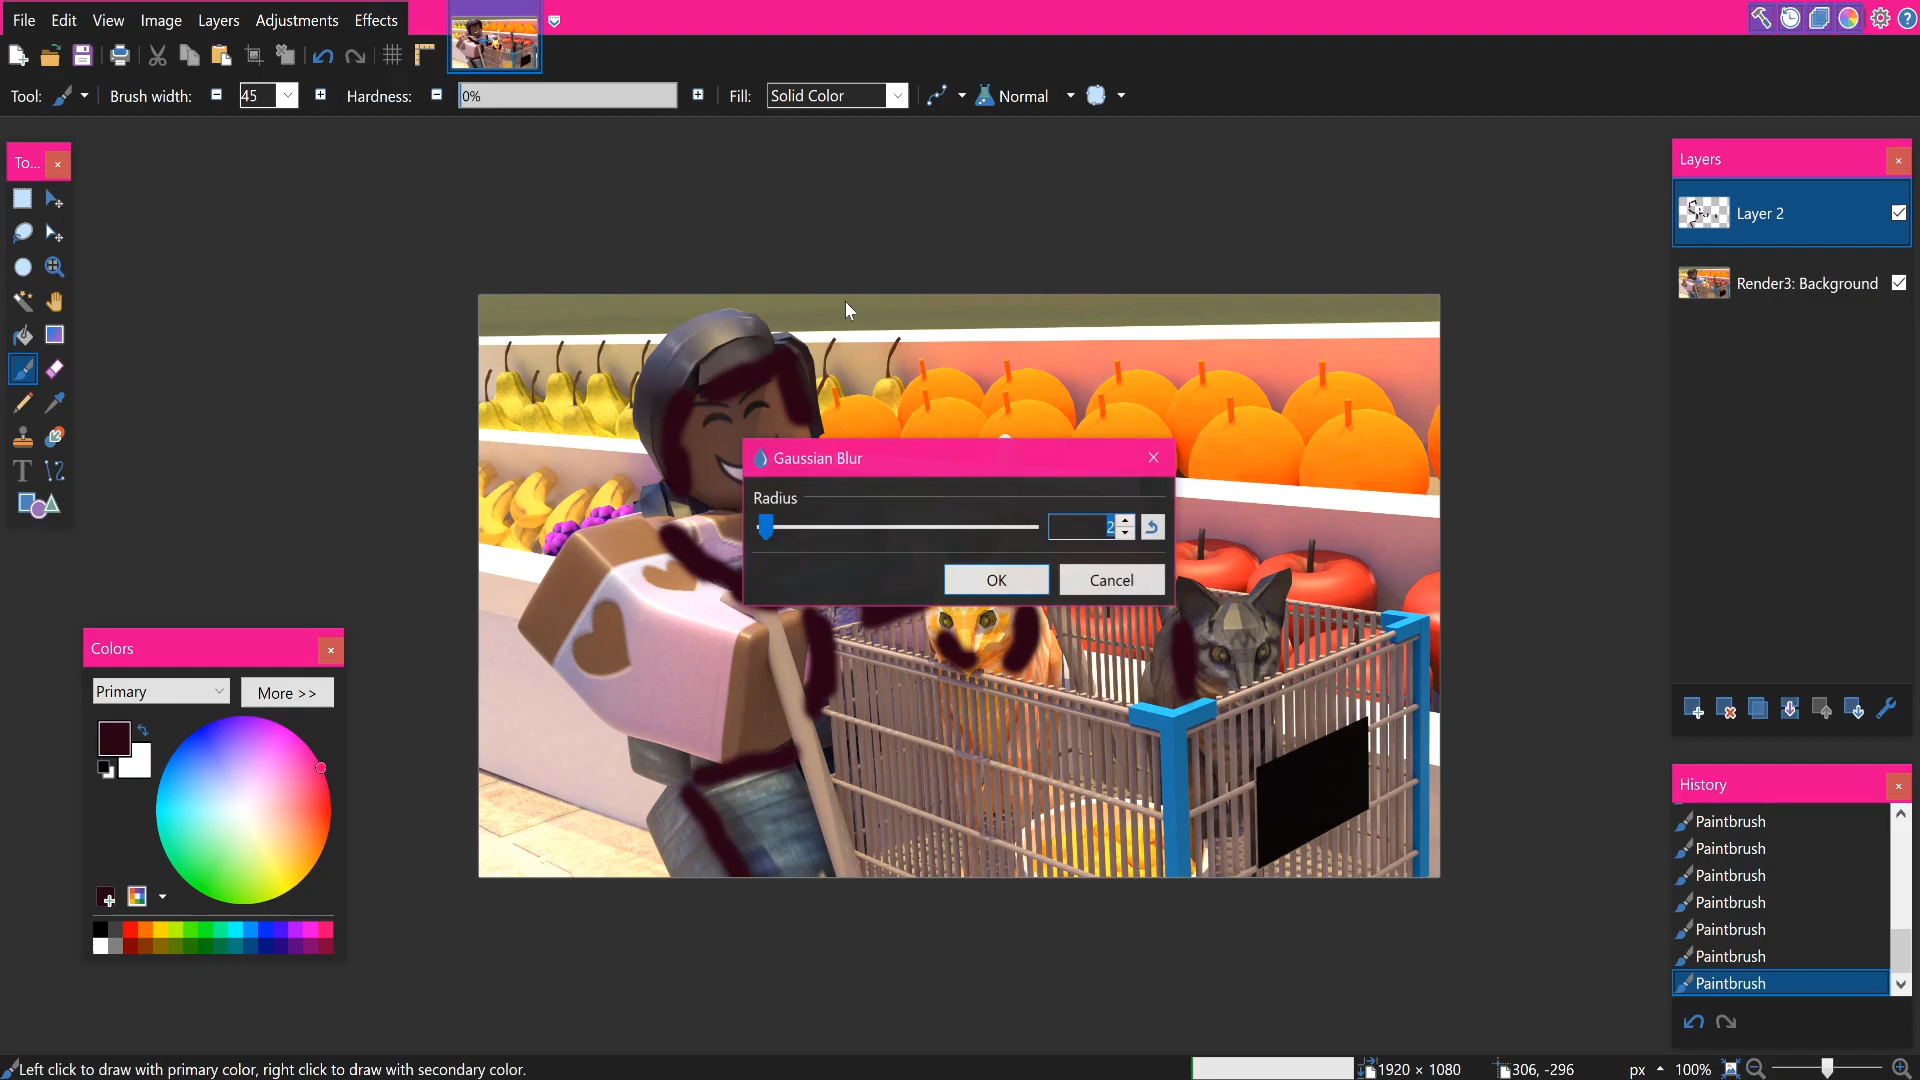 File Edit View Image Layers Adjustments Effects
Tool: Brush width: 45 Hardness: 0% Fill: Solid Color Normal
To...
Layers
Layer 2
Render3: Background
Gaussian Blur
Radius
2
OK Cancel
Colors
Primary More >>
History
Paintbrush
Paintbrush
Paintbrush
Paintbrush
Paintbrush
Paintbrush
Paintbrush
Left click to draw with primary color, right click to draw with secondary color. 1920 × 1080 306, -296 px 100%